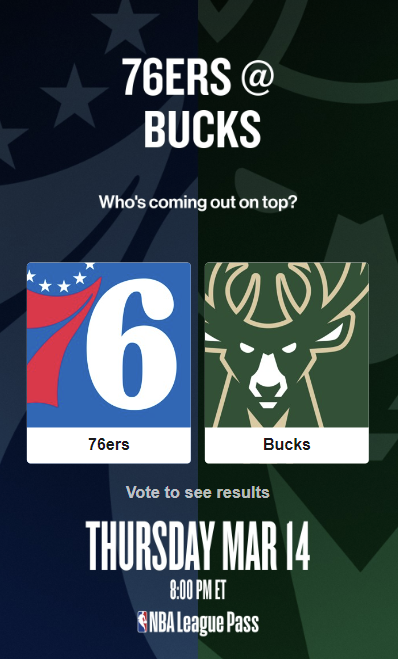 76ERS @
BUCKS
Who's coming out on top?
76
76ers
Bucks
Vote to see results
THURSDAY MAR 14
8:00 PM ET
NBA League Pass